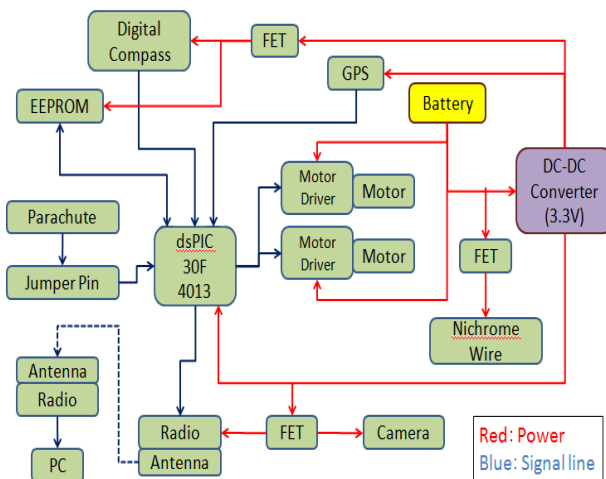 Digital
Compass
FET
GPS
EEPROM
Battery
DC-DC
Converter
(3.3V)
Motor
Driver
Motor
Parachute
dsPIC
30F
4013
Motor
Driver
Motor
FET
Jumper Pin
Nichrome
Wire
Antenna
Radio
Radio
FET
Camera
PC
Antenna
Red: Power
Blue: Signal line